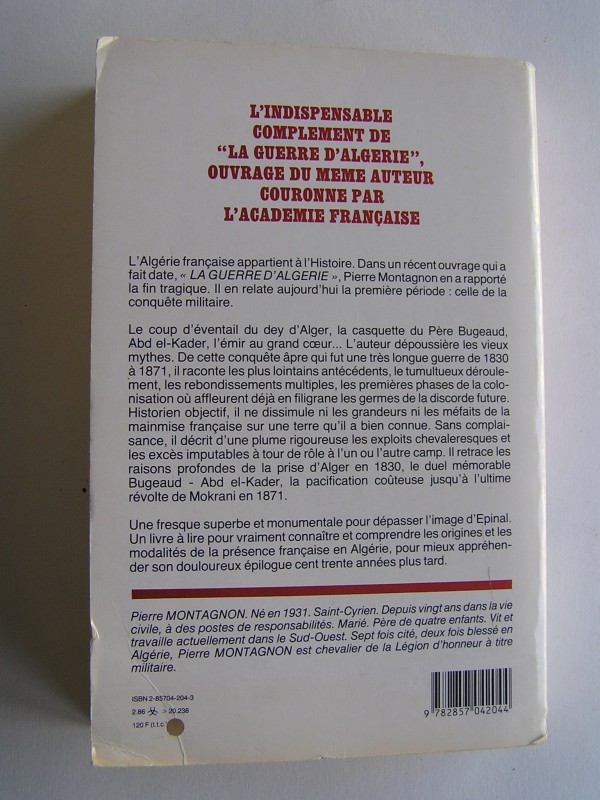 L'INDISPENSABLE
COMPLEMENT DE
“LA GUERRE D'ALGERIE”,
OUVRAGE DU MEME AUTEUR
COURONNE PAR
L'ACADEMIE FRANÇAISE
L'Algérie française appartient à l'Histoire. Dans un récent ouvrage qui a
fait date, « LA GUERRE D'ALGERIE », Pierre Montagnon en a rapporté
la fin tragique. Il en relate aujourd'hui la première période : celle de la
conquête militaire.
Le coup d'éventail du dey d'Alger, la casquette du Père Bugeaud,
Abd el-Kader, l'émir au grand cœur... L'auteur dépoussière les vieux
mythes. De cette conquête âpre qui fut une très longue guerre de 1830
à 1871, il raconte les plus lointains antécédents, le tumultueux déroule-
ment, les rebondissements multiples, les premières phases de la colo-
nisation où affleurent déjà en filigrane les germes de la discorde future.
Historien objectif, il ne dissimule ni les grandeurs ni les méfaits de la
mainmise française sur une terre qu'il a bien connue. Sans complai-
sance, il décrit d'une plume rigoureuse les exploits chevaleresques et
les excès imputables à tour de rôle à l'un ou l'autre camp. Il retrace les
raisons profondes de la prise d'Alger en 1830, le duel mémorable
Bugeaud - Abd el-Kader, la pacification coûteuse jusqu'à l'ultime
révolte de Mokrani en 1871.
Une fresque superbe et monumentale pour dépasser l'image d'Epinal.
Un livre à lire pour vraiment connaître et comprendre les origines et les
modalités de la présence française en Algérie, pour mieux appréhen-
der son douloureux épilogue cent trente années plus tard.
Pierre MONTAGNON. Né en 1931. Saint-Cyrien. Depuis vingt ans dans la vie
civile, à des postes de responsabilités. Marié. Père de quatre enfants. Vit et
travaille actuellement dans le Sud-Ouest. Sept fois cité, deux fois blessé en
Algérie, Pierre MONTAGNON est chevalier de la Légion d'honneur à titre
militaire.
ISBN 2-85704-204-3
2.86 > 20.238
120 F (t.t.c.)
9 782857 042044